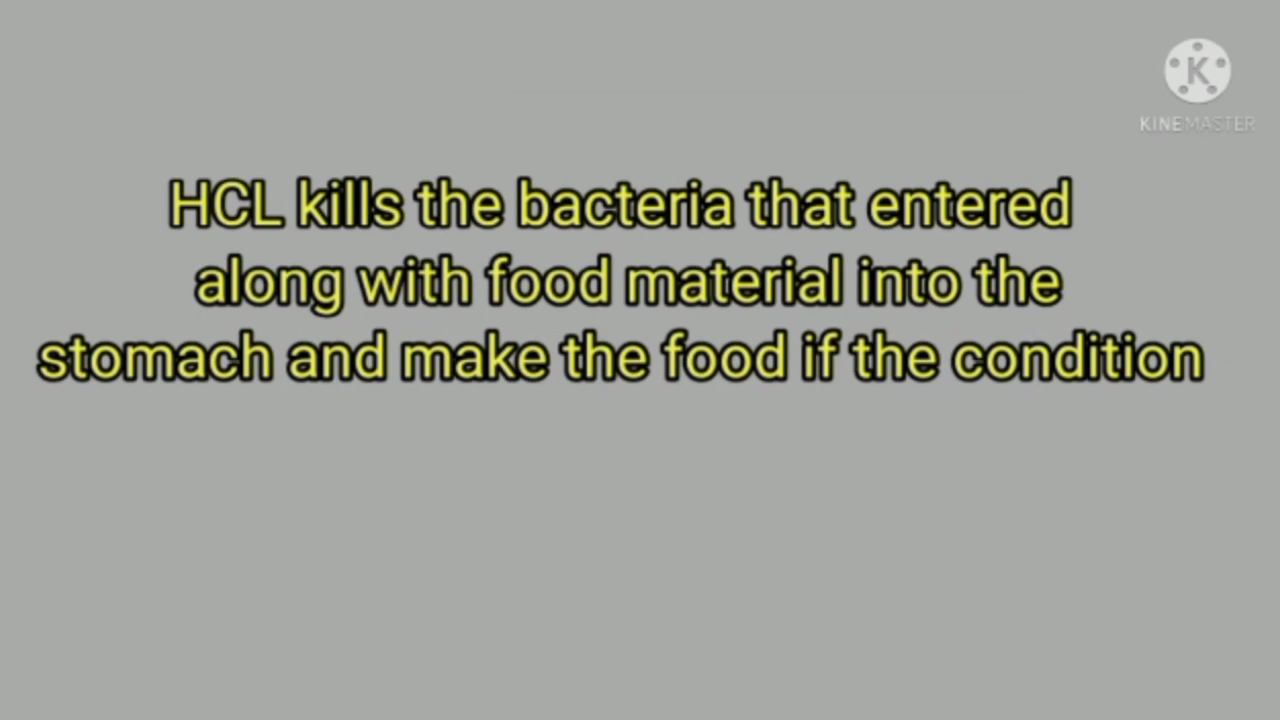 K
KINEMASTER
HCL kills the bacteria that entered
along with food material into the
stomach and make the food if the condition